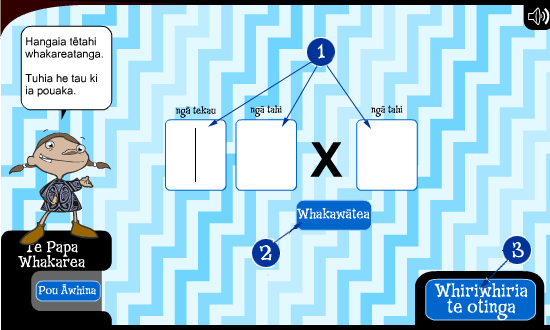 Hangaia tētahi
whakareatanga.
Tuhia he tau ki
ia pouaka.
1
ngā tekau
ngā tahi
ngā tahi
X
Whakawātea
2
3
Te Papa
Whakarea
Pou Āwhina
Whiriwhiria
te otinga